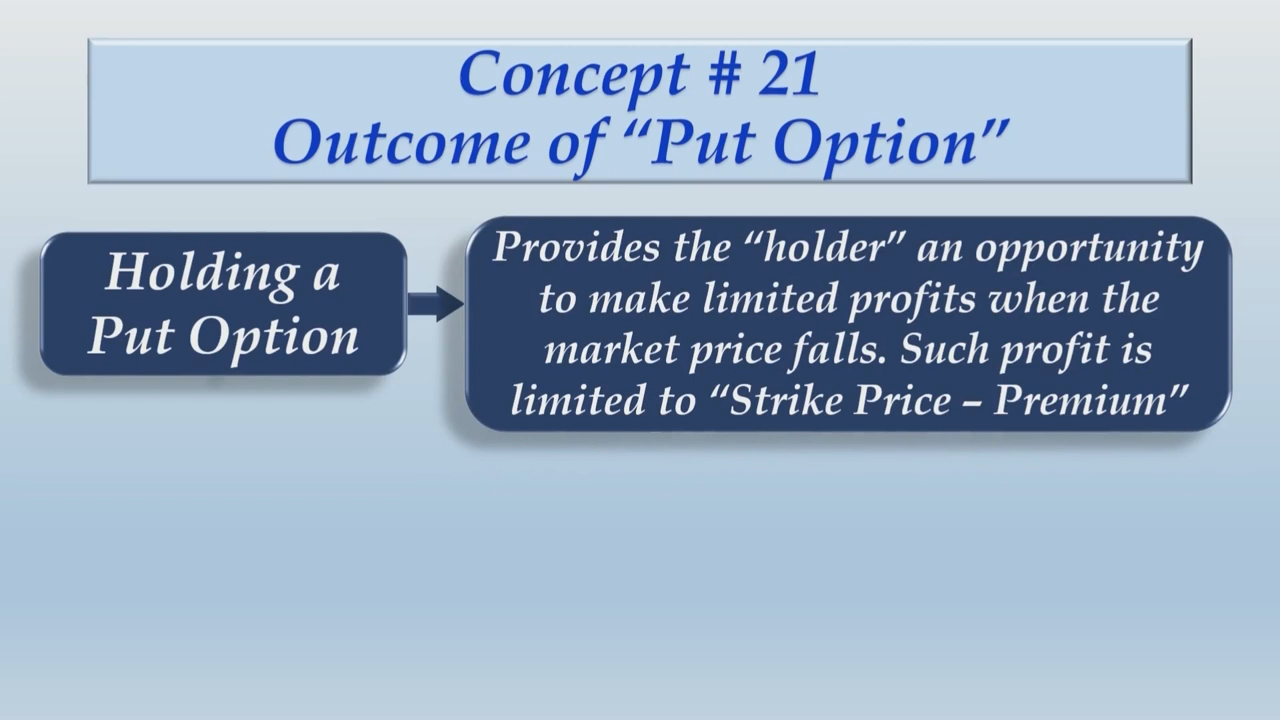 Concept # 21
Outcome of “Put Option”
Holding a
Put Option
Provides the “holder” an opportunity
to make limited profits when the
market price falls. Such profit is
limited to “Strike Price – Premium”